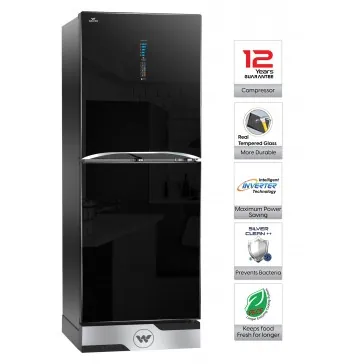 12
Years
GUARANTEE
Compressor
Real
Tempered Glass
More Durable
Intelligent
INVERTER
Technology
Maximum Power
Saving
SILVER
CLEAN ++
Prevents Bacteria
Keeps food
Fresh for longer
W